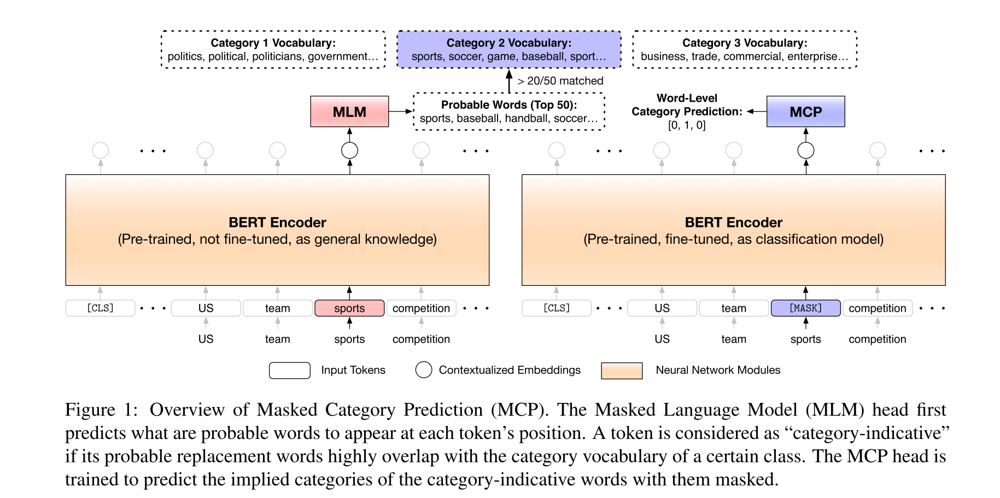 Category 1 Vocabulary:
politics, political, politicians, government…
Category 2 Vocabulary:
sports, soccer, game, baseball, sport…
Category 3 Vocabulary:
business, trade, commercial, enterprise…
> 20/50 matched
MLM
Probable Words (Top 50):
sports, baseball, handball, soccer…
Word-Level
Category Prediction:
[0, 1, 0]
MCP
BERT Encoder
(Pre-trained, not fine-tuned, as general knowledge)
BERT Encoder
(Pre-trained, fine-tuned, as classification model)
[CLS] US team sports competition
US team sports competition
[CLS] US team [MASK] competition
US team sports competition
Input Tokens
Contextualized Embeddings
Neural Network Modules
Figure 1: Overview of Masked Category Prediction (MCP). The Masked Language Model (MLM) head first
predicts what are probable words to appear at each token’s position. A token is considered as “category-indicative”
if its probable replacement words highly overlap with the category vocabulary of a certain class. The MCP head is
trained to predict the implied categories of the category-indicative words with them masked.